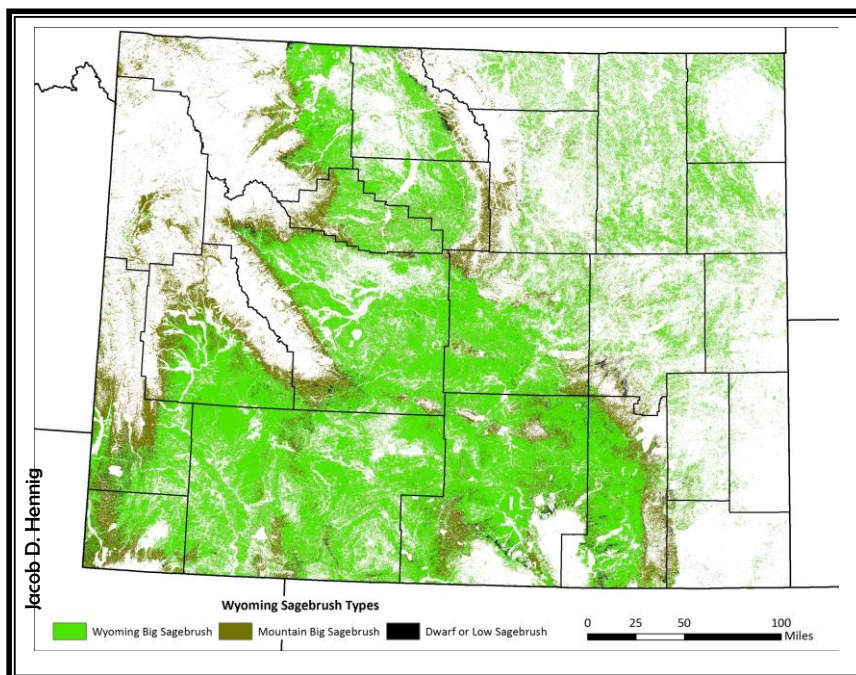 Jacob D. Hennig
Wyoming Sagebrush Types
Wyoming Big Sagebrush Mountain Big Sagebrush Dwarf or Low Sagebrush
0 25 50 100
Miles